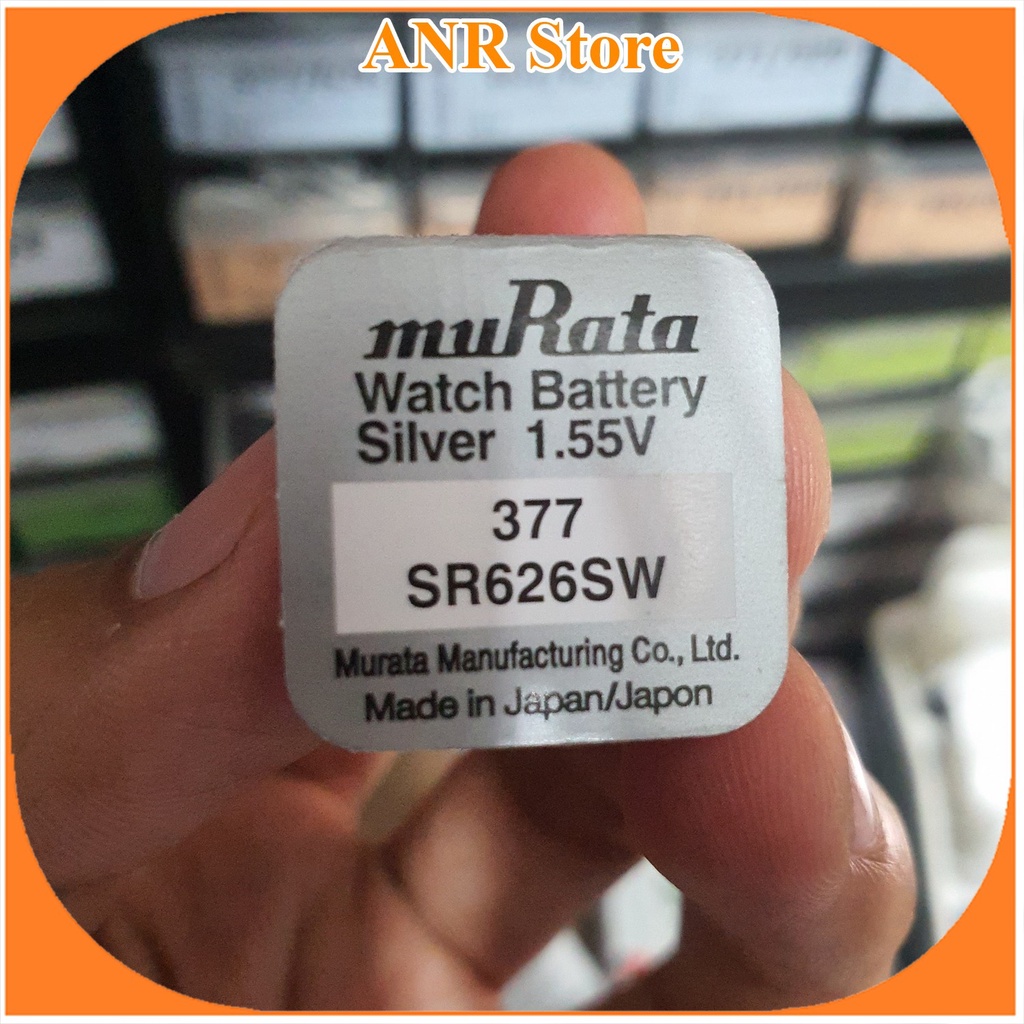 ANR Store
muRata
Watch Battery
Silver 1.55V
377
SR626SW
Murata Manufacturing Co., Ltd.
Made in Japan/Japon